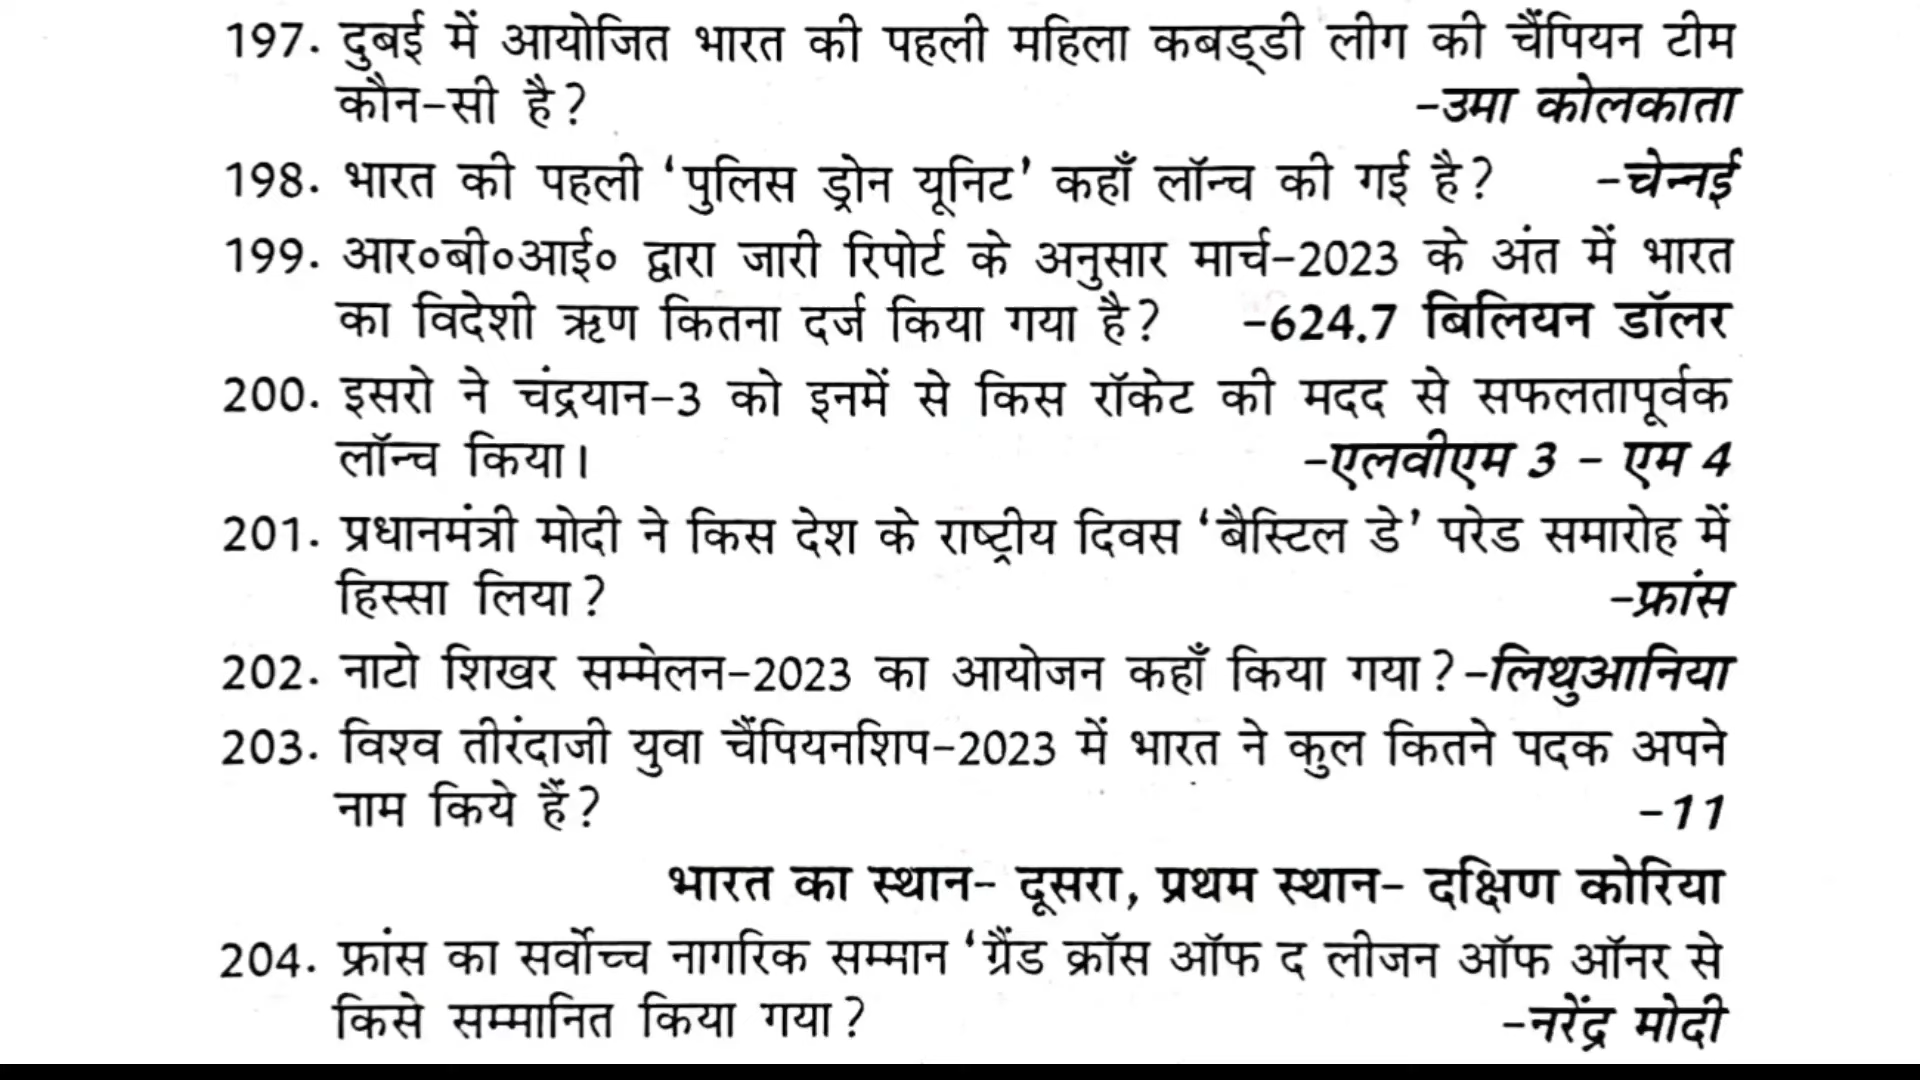 197. दुबई में आयोजित भारत की पहली महिला कबड्डी लीग की चैंपियन टीम
कौन-सी है? -उमा कोलकाता
198. भारत की पहली ‘पुलिस ड्रोन यूनिट’ कहाँ लॉन्च की गई है? -चेन्नई
199. आर०बी०आई० द्वारा जारी रिपोर्ट के अनुसार मार्च-2023 के अंत में भारत
का विदेशी ऋण कितना दर्ज किया गया है? -624.7 बिलियन डॉलर
200. इसरो ने चंद्रयान-3 को इनमें से किस रॉकेट की मदद से सफलतापूर्वक
लॉन्च किया। -एलवीएम 3 - एम 4
201. प्रधानमंत्री मोदी ने किस देश के राष्ट्रीय दिवस ‘बैस्टिल डे’ परेड समारोह में
हिस्सा लिया? -फ्रांस
202. नाटो शिखर सम्मेलन-2023 का आयोजन कहाँ किया गया? -लिथुआनिया
203. विश्व तीरंदाजी युवा चैंपियनशिप-2023 में भारत ने कुल कितने पदक अपने
नाम किये हैं? -11
भारत का स्थान- दूसरा, प्रथम स्थान- दक्षिण कोरिया
204. फ्रांस का सर्वोच्च नागरिक सम्मान ‘ग्रैंड क्रॉस ऑफ द लीजन ऑफ ऑनर से
किसे सम्मानित किया गया? -नरेंद्र मोदी